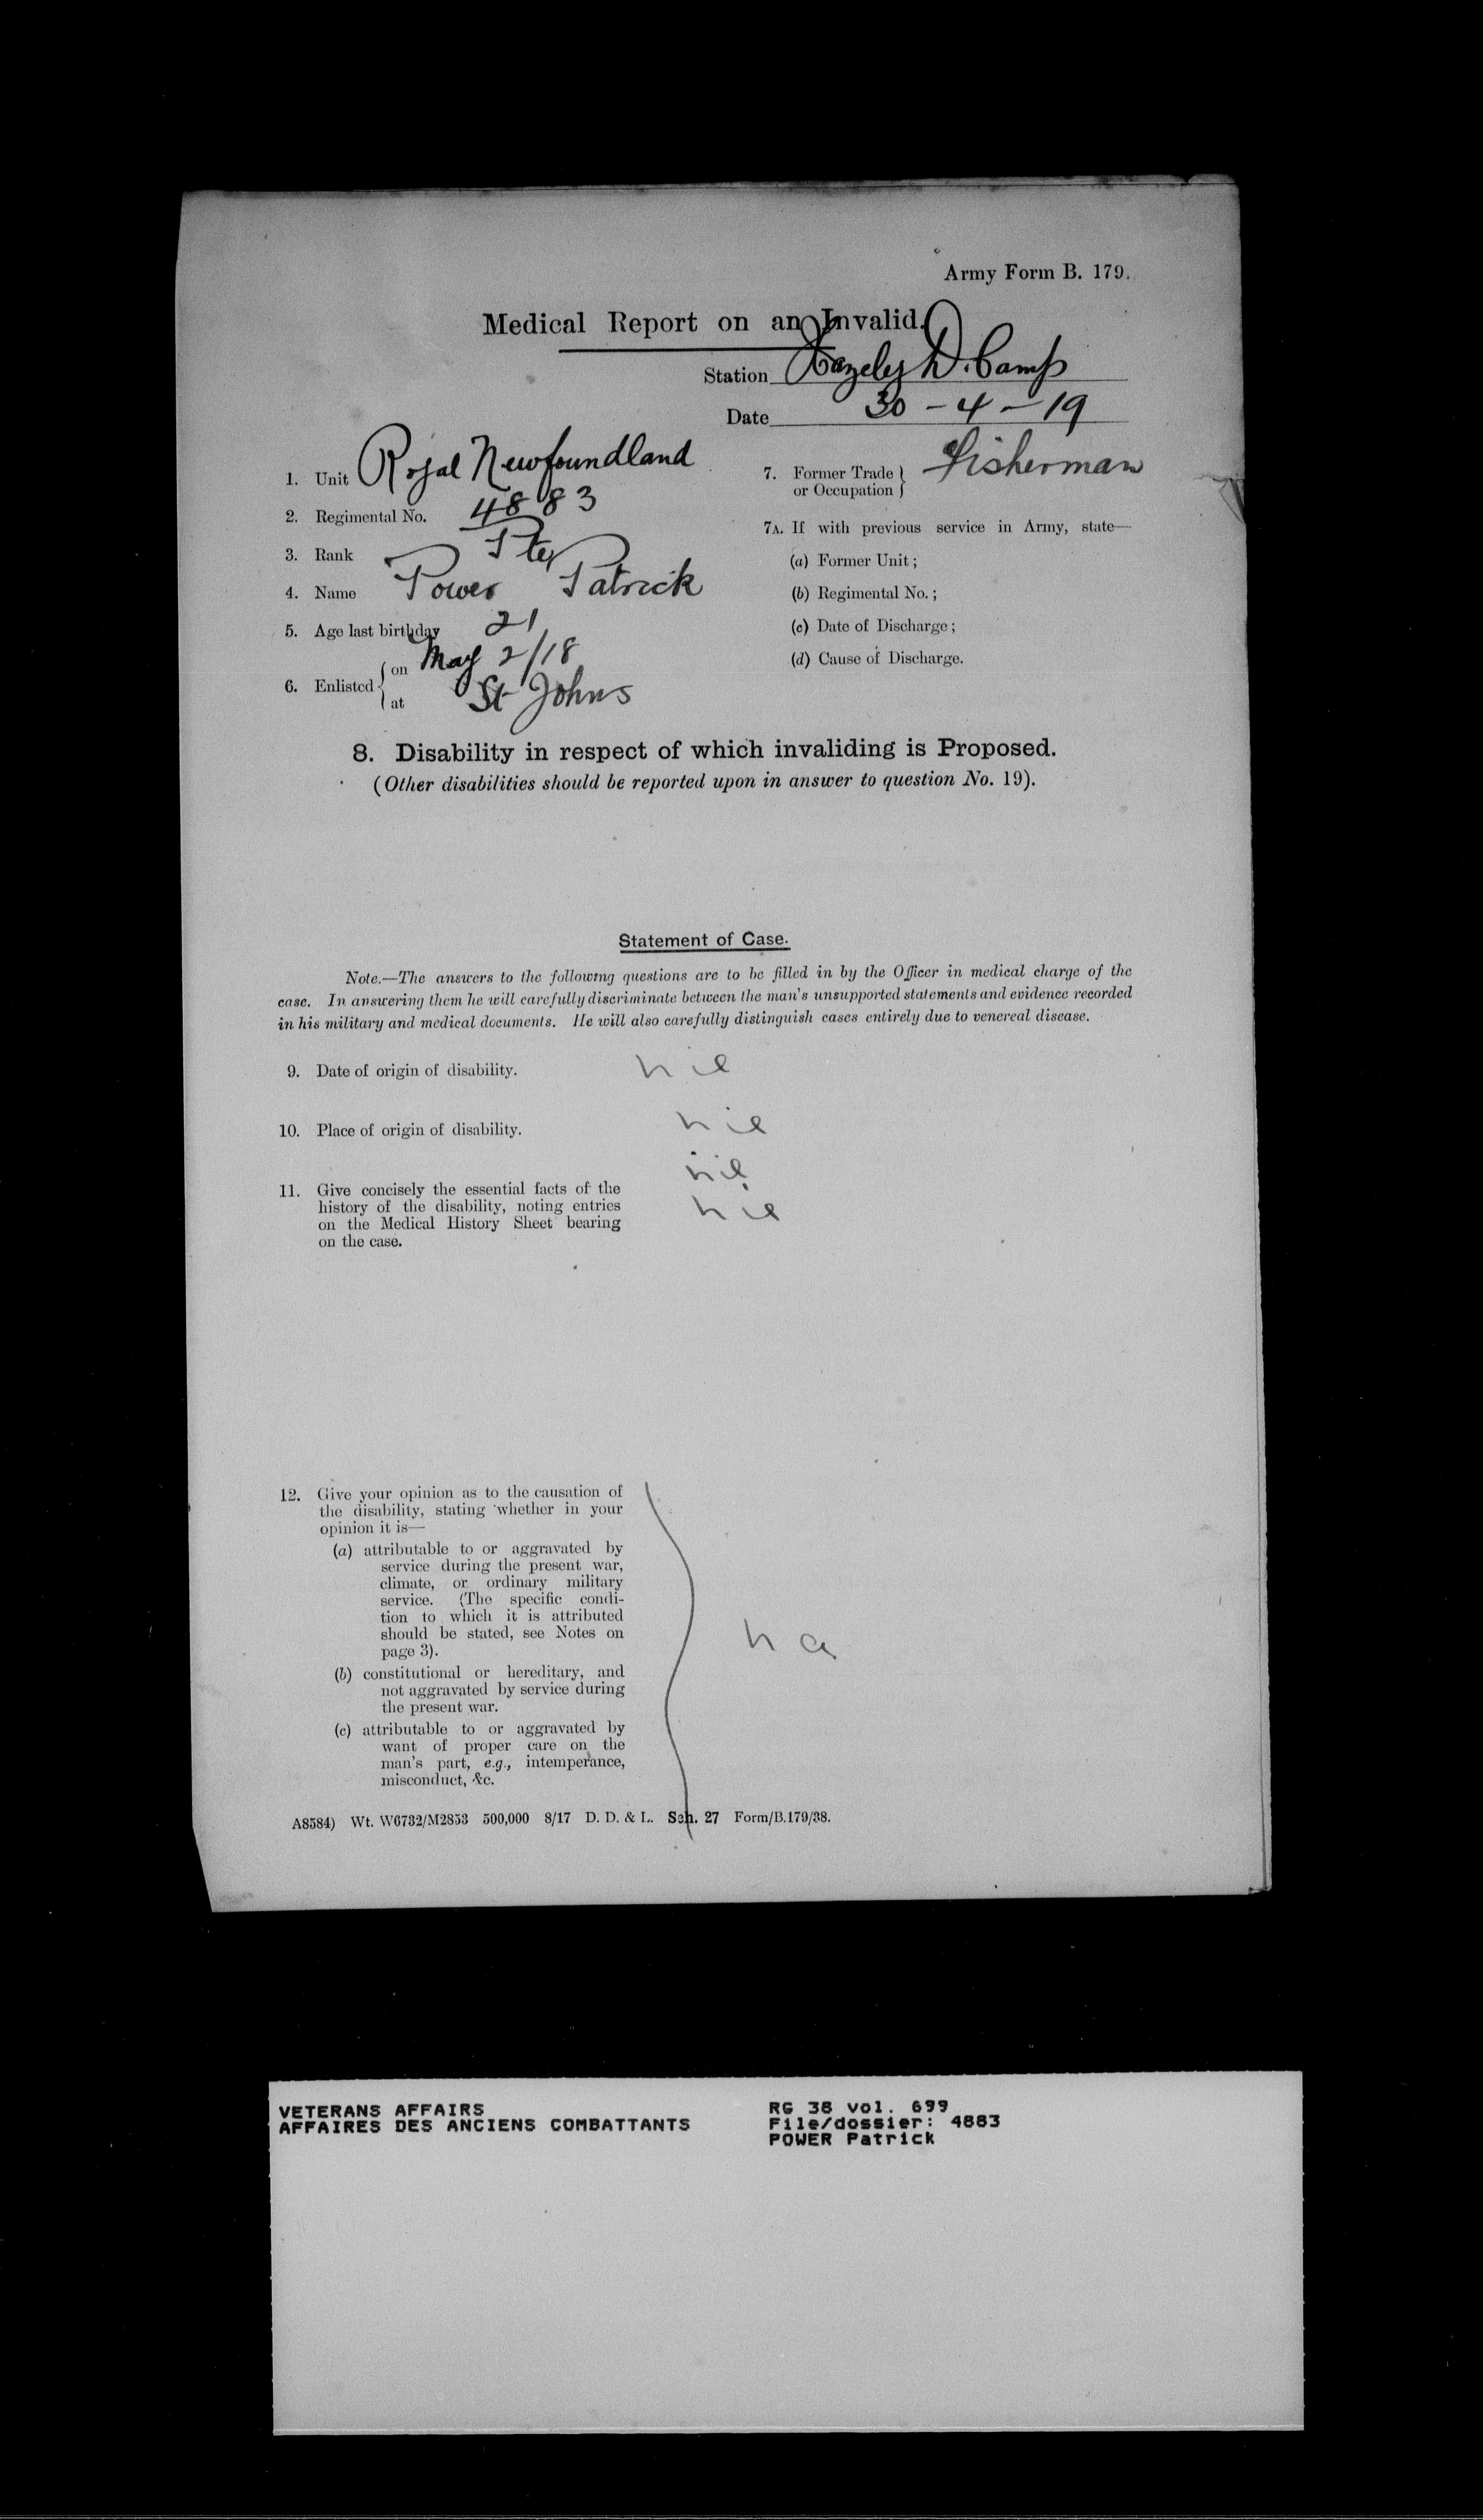 Army Form B. 179.
Medical Report on an Invalid.
Station Hazeley D. Camp
Date 30-4-19
1. Unit Royal Newfoundland
2. Regimental No. 4883
3. Rank Pte
4. Name Power Patrick
5. Age last birthday 21
6. Enlisted { on May 2/18
at St Johns
7. Former Trade } Fisherman
or Occupation
7A. If with previous service in Army, state—
(a) Former Unit;
(b) Regimental No.;
(c) Date of Discharge;
(d) Cause of Discharge.
8. Disability in respect of which invaliding is Proposed.
(Other disabilities should be reported upon in answer to question No. 19).
Statement of Case.
Note.—The answers to the following questions are to be filled in by the Officer in medical charge of the
case. In answering them he will carefully discriminate between the man's unsupported statements and evidence recorded
in his military and medical documents. He will also carefully distinguish cases entirely due to venereal disease.
9. Date of origin of disability. nil
10. Place of origin of disability. nil
nil
11. Give concisely the essential facts of the nil
history of the disability, noting entries
on the Medical History Sheet bearing
on the case.
12. Give your opinion as to the causation of
the disability, stating whether in your
opinion it is—
(a) attributable to or aggravated by
service during the present war,
climate, or ordinary military
service. (The specific condi-
tion to which it is attributed
should be stated, see Notes on
page 3).
na
(b) constitutional or hereditary, and
not aggravated by service during
the present war.
(c) attributable to or aggravated by
want of proper care on the
man's part, e.g., intemperance,
misconduct, &c.
A8584) Wt. W6732/M2853 500,000 8/17 D. D. & L. Sch. 27 Form/B.179/38.
VETERANS AFFAIRS
AFFAIRES DES ANCIENS COMBATTANTS
RG 38 vol. 699
File/dossier: 4883
POWER Patrick